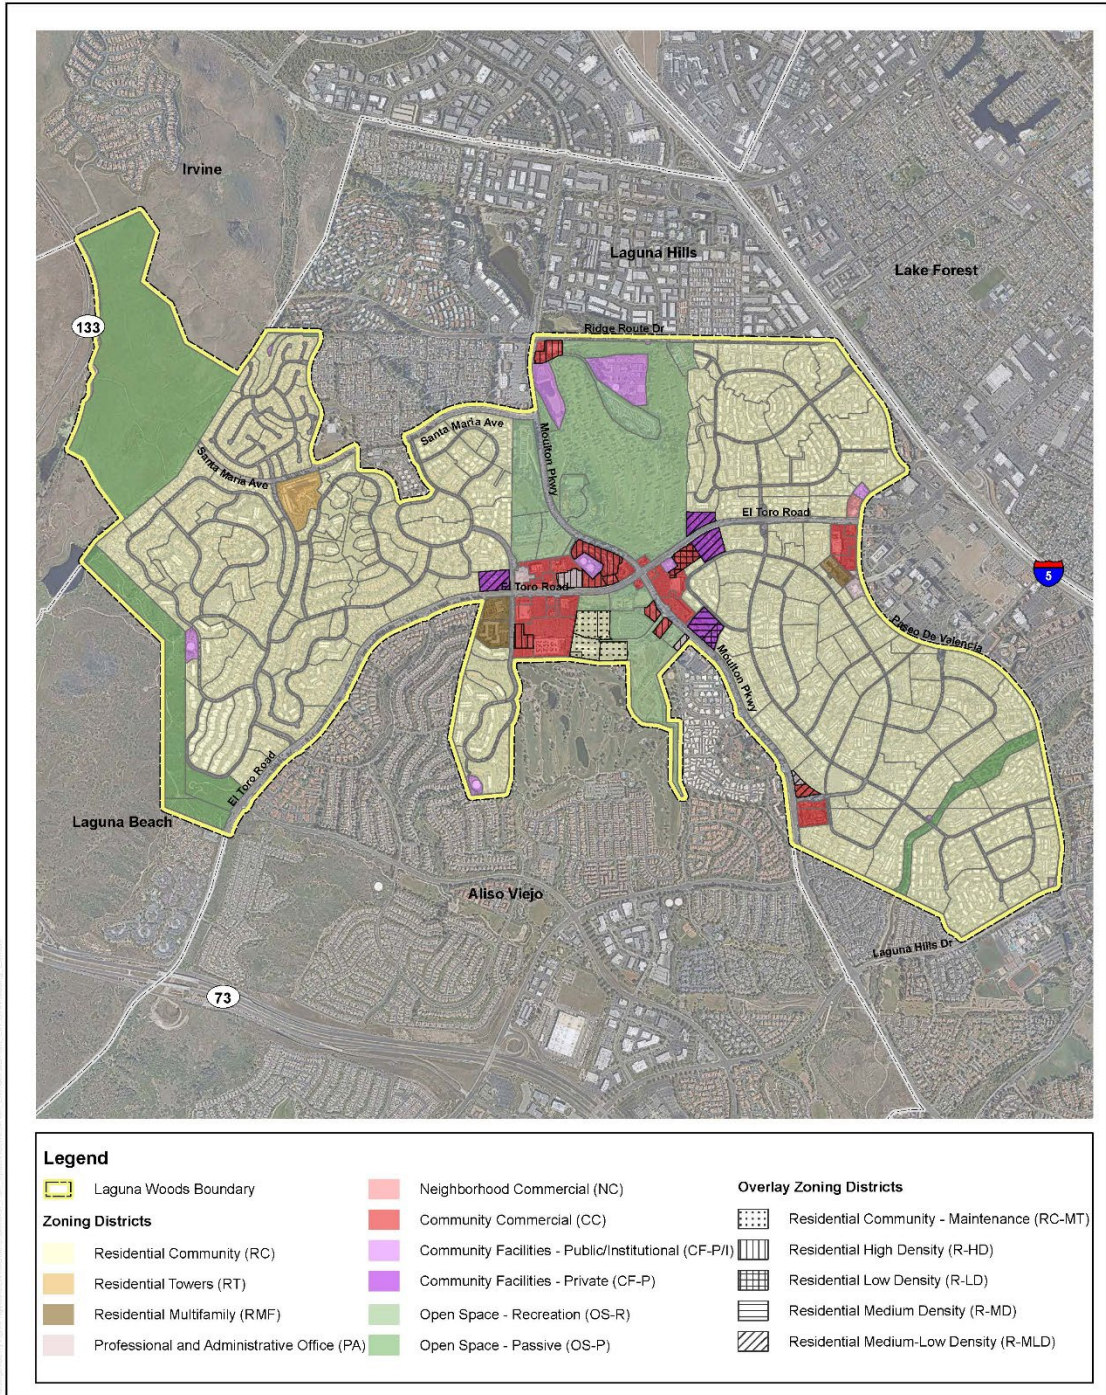 Irvine
Laguna Hills
Lake Forest
133
Ridge Route Dr
Santa Maria Ave
Moulton Pkwy
Santa Maria Ave
El Toro Road
5
El Toro Road
Paseo De Valencia
Moulton Pkwy
El Toro Road
Laguna Beach
Aliso Viejo
Laguna Hills Dr
73
Legend
Laguna Woods Boundary
Zoning Districts
Residential Community (RC)
Residential Towers (RT)
Residential Multifamily (RMF)
Professional and Administrative Office (PA)
Neighborhood Commercial (NC)
Community Commercial (CC)
Community Facilities - Public/Institutional (CF-P/I)
Community Facilities - Private (CF-P)
Open Space - Recreation (OS-R)
Open Space - Passive (OS-P)
Overlay Zoning Districts
Residential Community - Maintenance (RC-MT)
Residential High Density (R-HD)
Residential Low Density (R-LD)
Residential Medium Density (R-MD)
Residential Medium-Low Density (R-MLD)